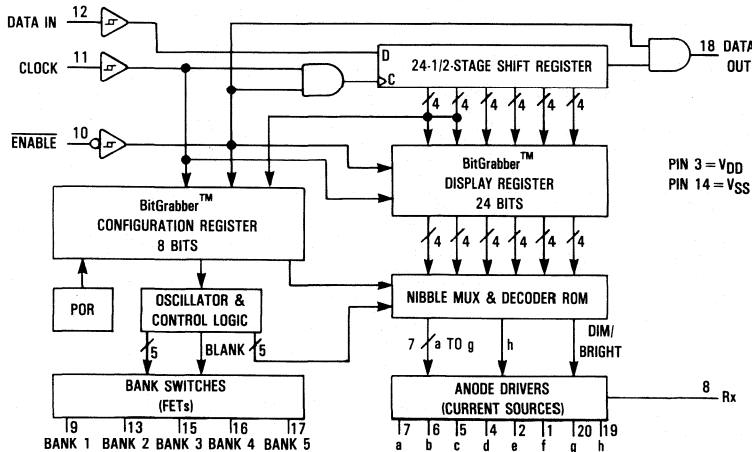 DATA IN 12
CLOCK 11
ENABLE 10
D
C
24-1/2-STAGE SHIFT REGISTER
18 DATA OUT
4 4 4 4 4 4
BitGrabber™
DISPLAY REGISTER
24 BITS
PIN 3 = VDD
PIN 14 = VSS
BitGrabber™
CONFIGURATION REGISTER
8 BITS
4 4 4 4 4 4
POR
OSCILLATOR &
CONTROL LOGIC
NIBBLE MUX & DECODER ROM
5 BLANK 5
7 a TO g h DIM/
BRIGHT
BANK SWITCHES
(FETs)
ANODE DRIVERS
(CURRENT SOURCES)
8 Rx
9 13 15 16 17
BANK 1 BANK 2 BANK 3 BANK 4 BANK 5
7 6 5 4 2 1 20 19
a b c d e f g h